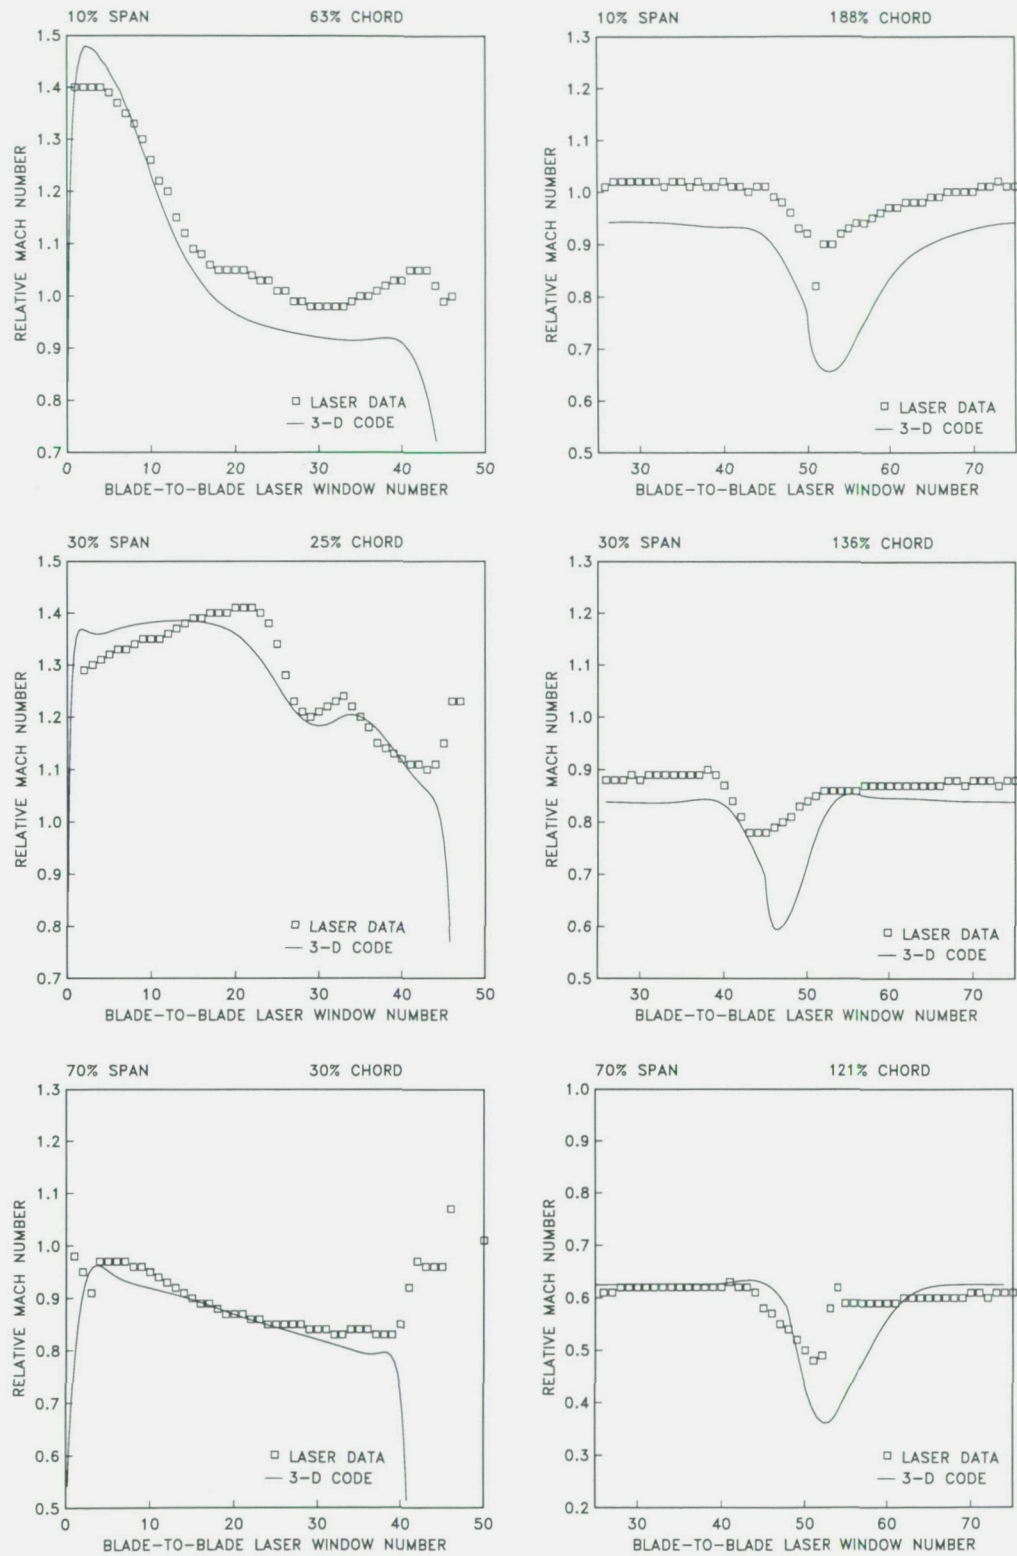 10% SPAN 63% CHORD
1.5
1.4
1.3
1.2
1.1
1.0
0.9
0.8
0.7
RELATIVE MACH NUMBER
□ LASER DATA
— 3-D CODE
0 10 20 30 40 50
BLADE-TO-BLADE LASER WINDOW NUMBER
10% SPAN 188% CHORD
1.3
1.2
1.1
1.0
0.9
0.8
0.7
0.6
0.5
RELATIVE MACH NUMBER
□ LASER DATA
— 3-D CODE
30 40 50 60 70
BLADE-TO-BLADE LASER WINDOW NUMBER
30% SPAN 25% CHORD
1.5
1.4
1.3
1.2
1.1
1.0
0.9
0.8
0.7
RELATIVE MACH NUMBER
□ LASER DATA
— 3-D CODE
0 10 20 30 40 50
BLADE-TO-BLADE LASER WINDOW NUMBER
30% SPAN 136% CHORD
1.3
1.2
1.1
1.0
0.9
0.8
0.7
0.6
0.5
RELATIVE MACH NUMBER
□ LASER DATA
— 3-D CODE
30 40 50 60 70
BLADE-TO-BLADE LASER WINDOW NUMBER
70% SPAN 30% CHORD
1.3
1.2
1.1
1.0
0.9
0.8
0.7
0.6
0.5
RELATIVE MACH NUMBER
□ LASER DATA
— 3-D CODE
0 10 20 30 40 50
BLADE-TO-BLADE LASER WINDOW NUMBER
70% SPAN 121% CHORD
1.0
0.9
0.8
0.7
0.6
0.5
0.4
0.3
0.2
RELATIVE MACH NUMBER
□ LASER DATA
— 3-D CODE
30 40 50 60 70
BLADE-TO-BLADE LASER WINDOW NUMBER